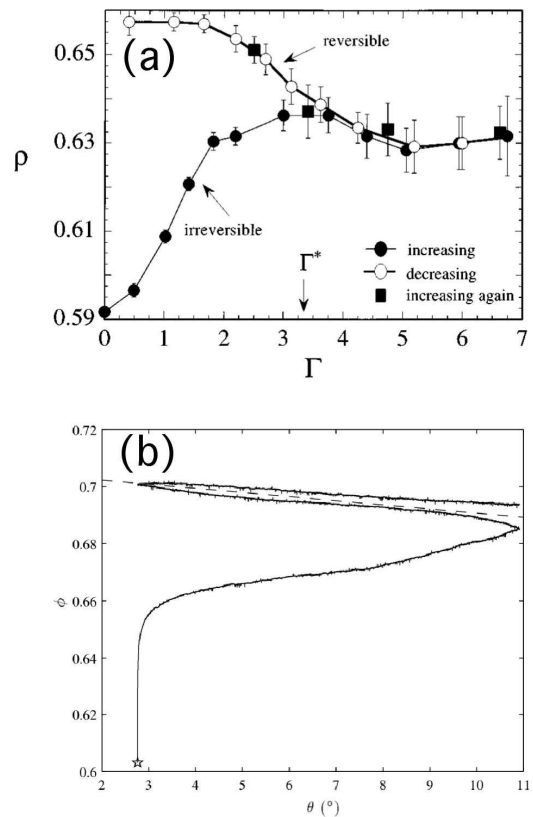 (a)
0.65
0.63
0.61
0.59
ρ
reversible
irreversible
Γ*
increasing
decreasing
increasing again
0 1 2 3 4 5 6 7
Γ
(b)
0.72
0.7
0.68
0.66
0.64
0.62
0.6
ϕ
2 3 4 5 6 7 8 9 10 11
θ (°)